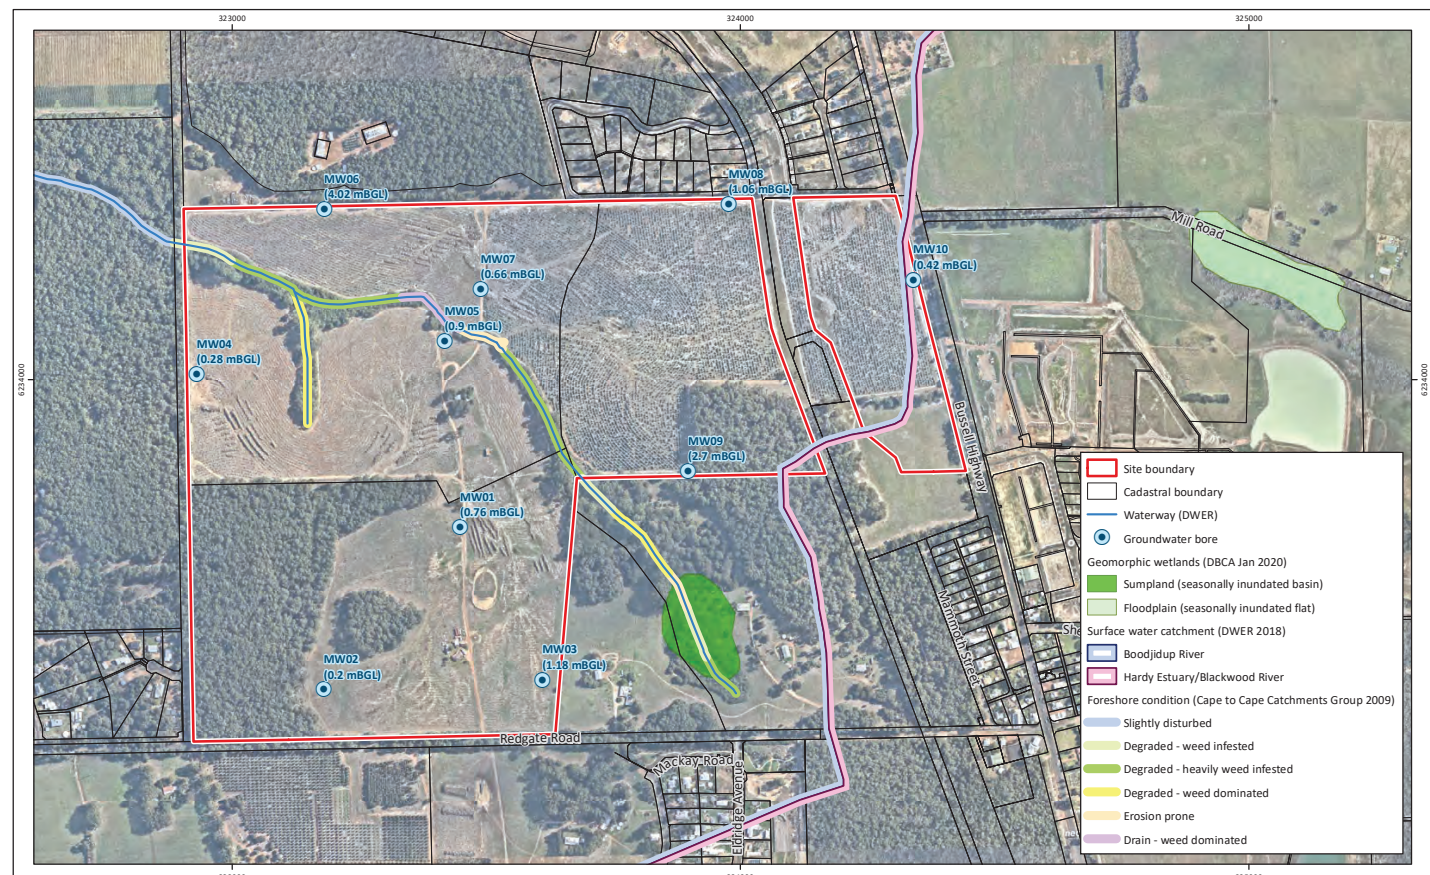 323000
324000
325000
MW06
(4.02 mBGL)
MW08
(1.06 mBGL)
Mill Road
MW07
(0.66 mBGL)
MW10
(0.42 mBGL)
MW05
(0.9 mBGL)
MW04
(0.28 mBGL)
6234000
6234000
Bussell Highway
MW09
(2.7 mBGL)
MW01
(0.76 mBGL)
Mammoth Street
MW02
(0.2 mBGL)
MW03
(1.18 mBGL)
Redgate Road
Mackay Road
Eldridge Avenue
Site boundary
Cadastral boundary
Waterway (DWER)
Groundwater bore
Geomorphic wetlands (DBCA Jan 2020)
Sumpland (seasonally inundated basin)
Floodplain (seasonally inundated flat)
Surface water catchment (DWER 2018)
Boodjidup River
Hardy Estuary/Blackwood River
Foreshore condition (Cape to Cape Catchments Group 2009)
Slightly disturbed
Degraded - weed infested
Degraded - heavily weed infested
Degraded - weed dominated
Erosion prone
Drain - weed dominated